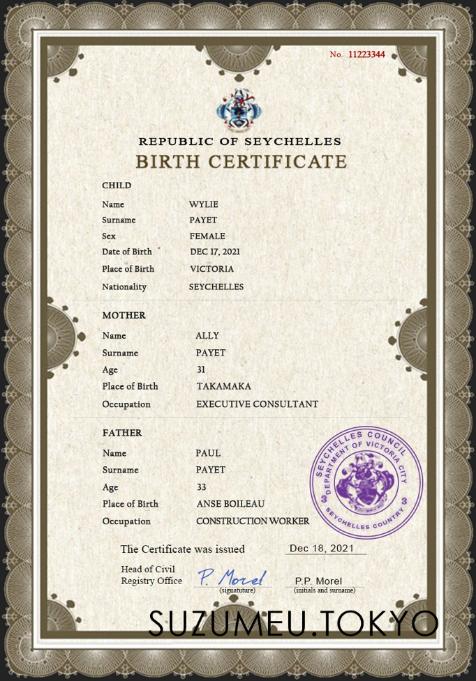 No. 11223344
REPUBLIC OF SEYCHELLES
BIRTH CERTIFICATE
CHILD
Name WYLIE
Surname PAYET
Sex FEMALE
Date of Birth DEC 17, 2021
Place of Birth VICTORIA
Nationality SEYCHELLES
MOTHER
Name ALLY
Surname PAYET
Age 31
Place of Birth TAKAMAKA
Occupation EXECUTIVE CONSULTANT
FATHER
Name PAUL
Surname PAYET
Age 33
Place of Birth ANSE BOILEAU
Occupation CONSTRUCTION WORKER
SEYCHELLES COUNCIL
DEPARTMENT OF VICTORIA CITY
3 3
SEYCHELLES COUNTRY
The Certificate was issued Dec 18, 2021
Head of Civil
Registry Office P. Morel P.P. Morel
(signatuture) (initials and surname)
SUZUMEU.TOKYO